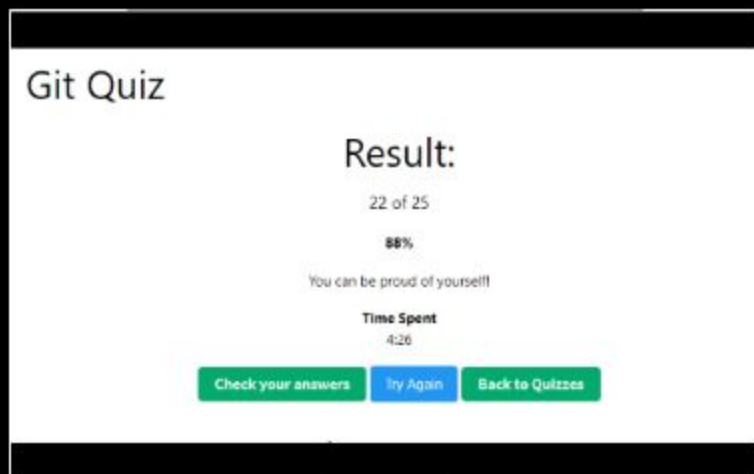 Git Quiz
Result:
22 of 25
88%
You can be proud of yourself!
Time Spent
4:26
Check your answers Try Again Back to Quizzes